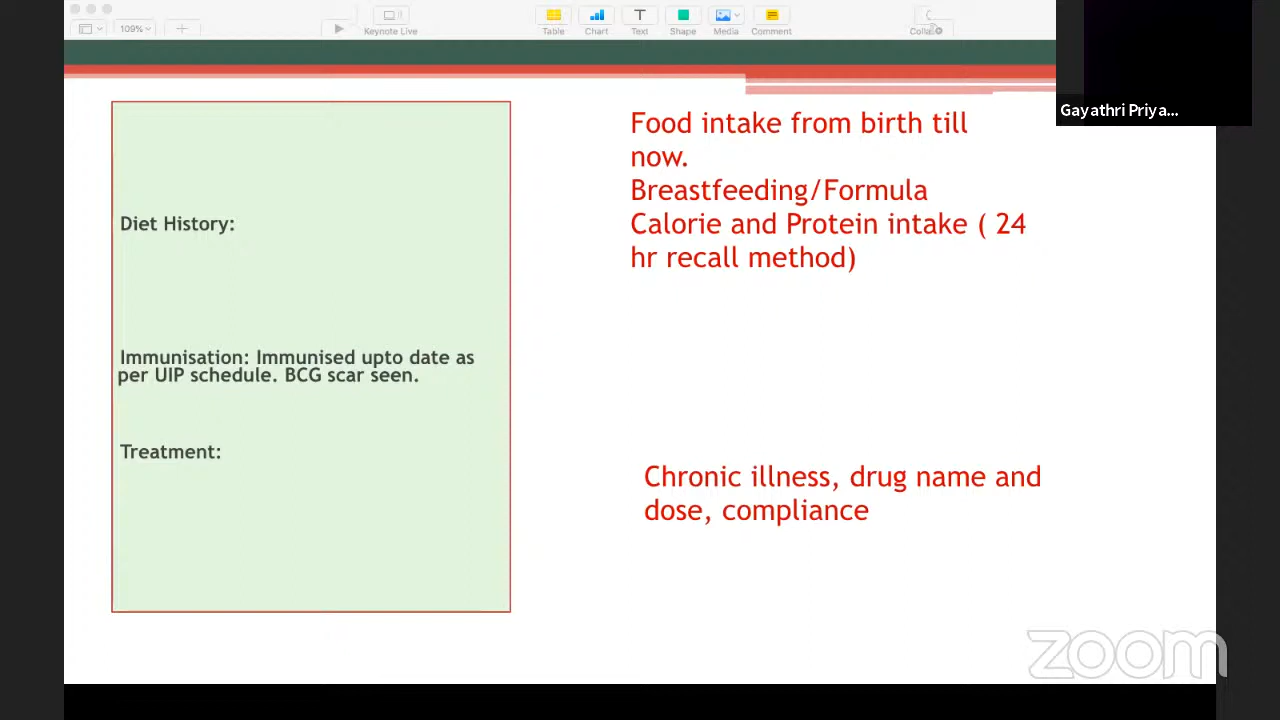 109%
Keynote Live
Table
Chart
Text
Shape
Media
Comment
Gayathri Priya...
Food intake from birth till
now.
Breastfeeding/Formula
Calorie and Protein intake ( 24
hr recall method)
Diet History:
Immunisation: Immunised upto date as
per UIP schedule. BCG scar seen.
Treatment:
Chronic illness, drug name and
dose, compliance
zoom